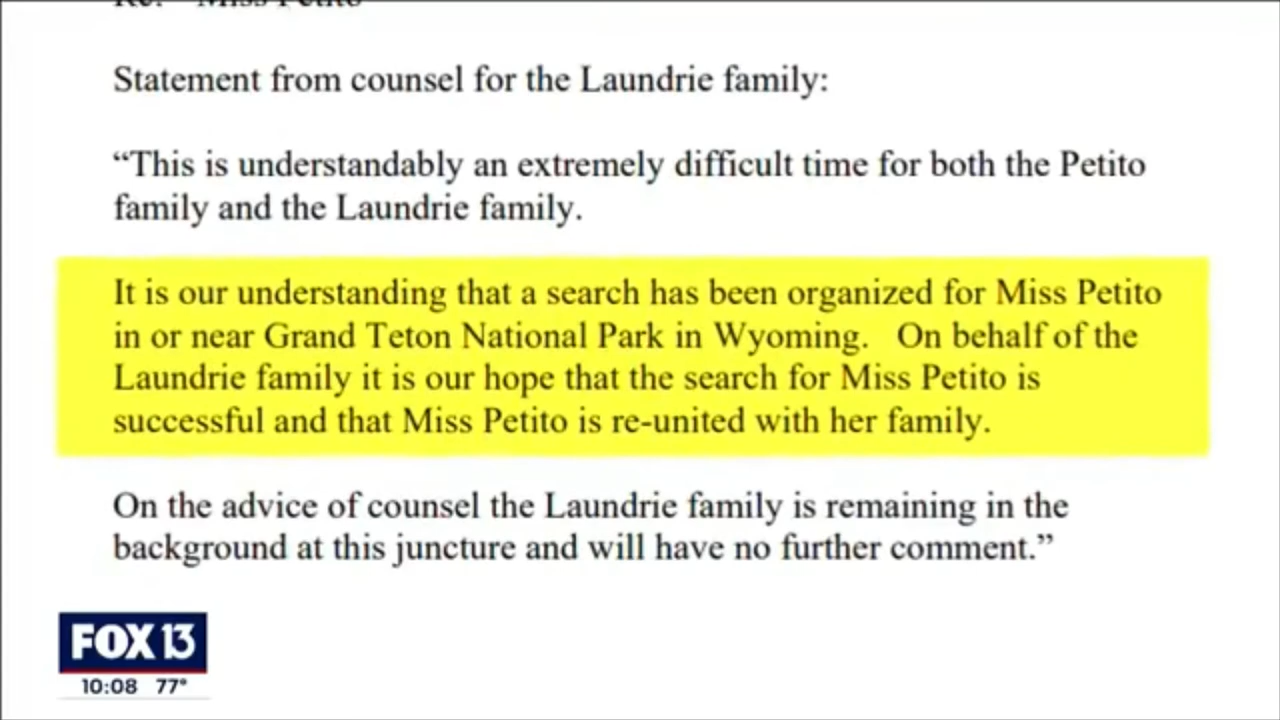 Re: Miss Petito
Statement from counsel for the Laundrie family:
“This is understandably an extremely difficult time for both the Petito
family and the Laundrie family.
It is our understanding that a search has been organized for Miss Petito
in or near Grand Teton National Park in Wyoming. On behalf of the
Laundrie family it is our hope that the search for Miss Petito is
successful and that Miss Petito is re-united with her family.
On the advice of counsel the Laundrie family is remaining in the
background at this juncture and will have no further comment.”
FOX 13
10:08 77°